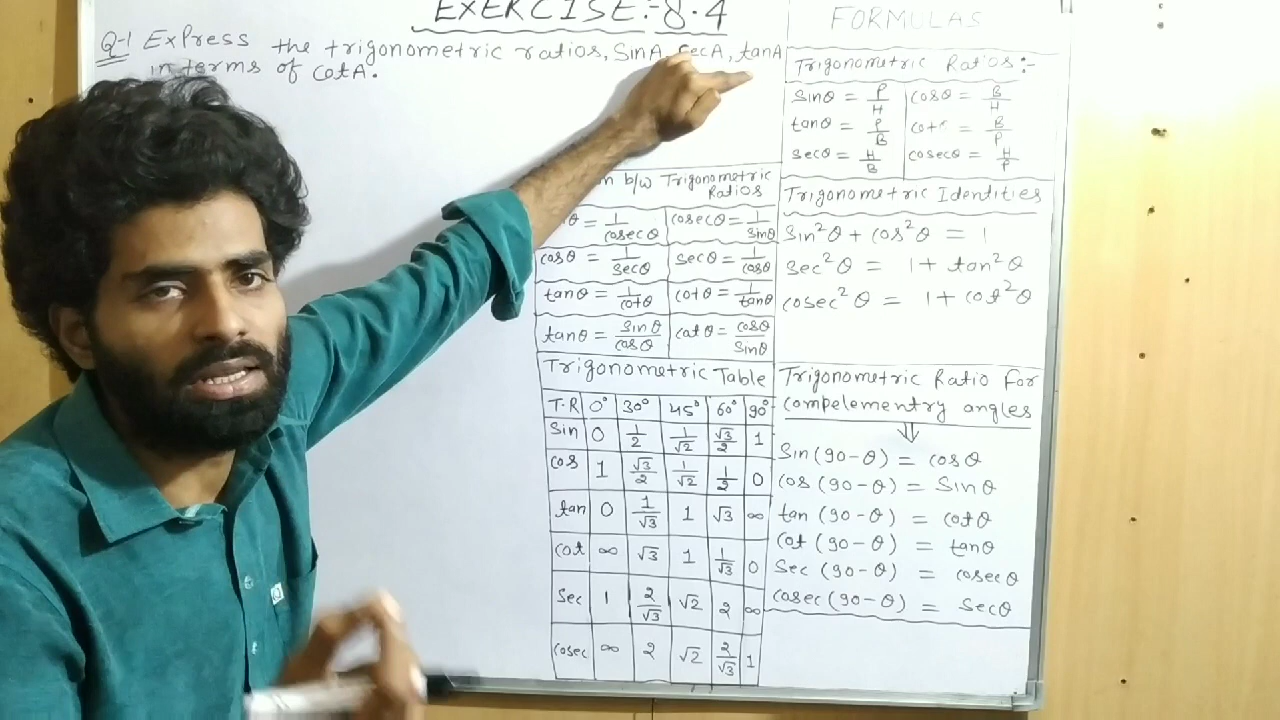 EXERCISE:-8.4
Q-1 Express the trigonometric ratios, SinA, SecA, tanA
in terms of CotA.
FORMULAS
Trigonometric Ratios:-
Sinθ = P/H cosθ = B/H
tanθ = P/B cotθ = B/P
secθ = H/B cosecθ = H/P
b/w Trigonometric
Ratios
θ = 1/cosecθ cosecθ = 1/sinθ
cosθ = 1/secθ secθ = 1/cosθ
tanθ = 1/cotθ cotθ = 1/tanθ
tanθ = sinθ/cosθ catθ = cosθ/sinθ
Trigonometric Table
T.R 0° 30° 45° 60° 90°
Sin 0 1/2 1/√2 √3/2 1
cos 1 √3/2 1/√2 1/2 0
tan 0 1/√3 1 √3 ∞
cot ∞ √3 1 1/√3 0
Sec 1 2/√3 √2 2 ∞
cosec ∞ 2 √2 2/√3 1
Trigonometric Identities
Sin²θ + cos²θ = 1
sec²θ = 1 + tan²θ
cosec²θ = 1 + cot²θ
Trigonometric Ratio for
compelementry angles
⇓
Sin (90-θ) = cosθ
cos (90-θ) = Sinθ
tan (90-θ) = cotθ
Cot (90-θ) = tanθ
Sec (90-θ) = cosecθ
cosec (90-θ) = Secθ